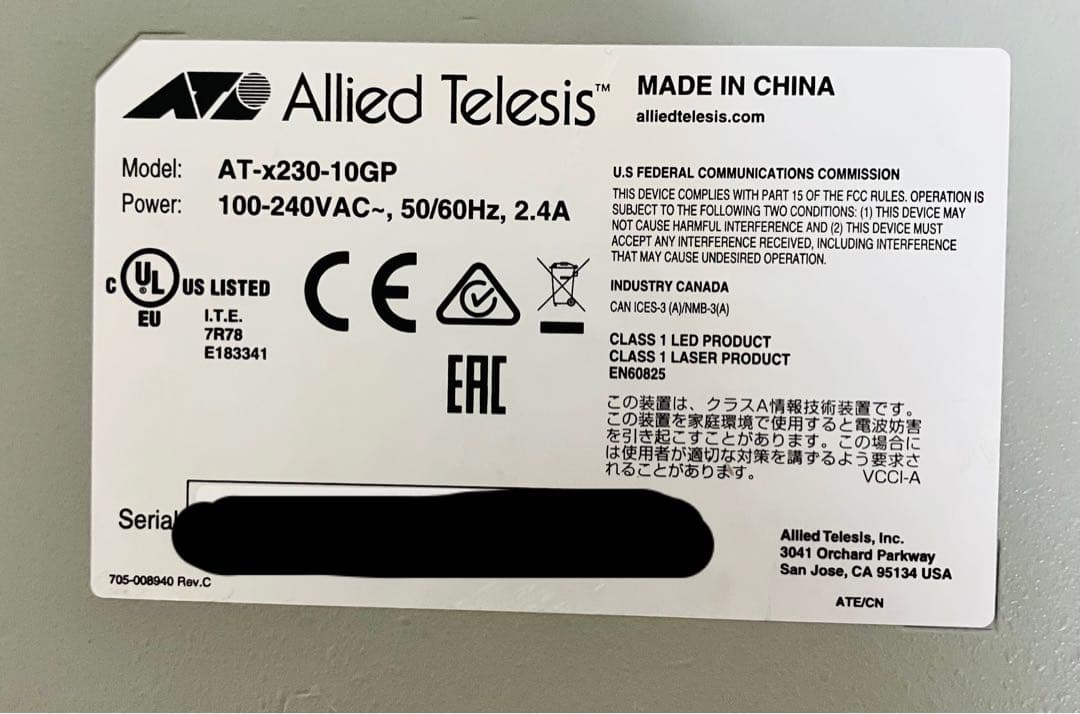 Allied Telesis™
MADE IN CHINA
alliedtelesis.com
Model: AT-x230-10GP
Power: 100-240VAC~, 50/60Hz, 2.4A
C UL US LISTED
EU
I.T.E.
7R78
E183341
CE
EAC
U.S FEDERAL COMMUNICATIONS COMMISSION
THIS DEVICE COMPLIES WITH PART 15 OF THE FCC RULES. OPERATION IS
SUBJECT TO THE FOLLOWING TWO CONDITIONS: (1) THIS DEVICE MAY
NOT CAUSE HARMFUL INTERFERENCE AND (2) THIS DEVICE MUST
ACCEPT ANY INTERFERENCE RECEIVED, INCLUDING INTERFERENCE
THAT MAY CAUSE UNDESIRED OPERATION.
INDUSTRY CANADA
CAN ICES-3 (A)/NMB-3(A)
CLASS 1 LED PRODUCT
CLASS 1 LASER PRODUCT
EN60825
この装置は、クラスA情報技術装置です。
この装置を家庭環境で使用すると電波妨害
を引き起こすことがあります。この場合に
は使用者が適切な対策を講ずるよう要求さ
れることがあります。
VCCI-A
Serial
705-008940 Rev.C
Allied Telesis, Inc.
3041 Orchard Parkway
San Jose, CA 95134 USA
ATE/CN